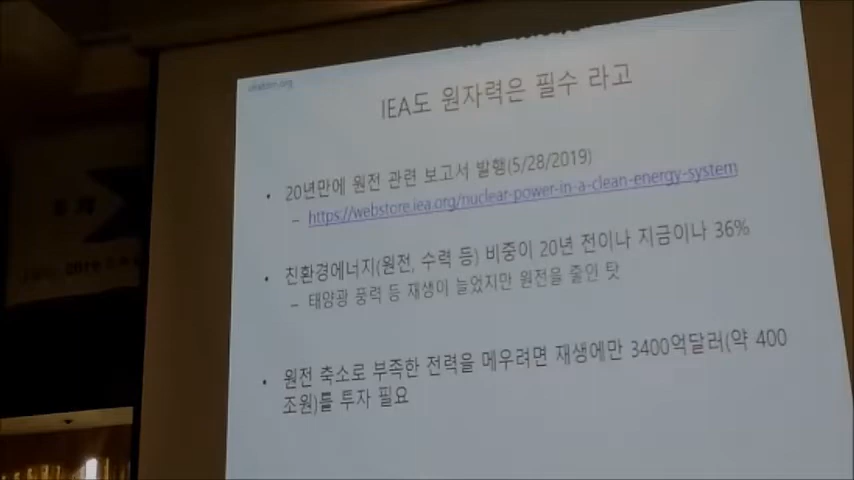 IEA도 원자력은 필수 라고
• 20년만에 원전 관련 보고서 발행(5/28/2019)
– https://webstore.iea.org/nuclear-power-in-a-clean-energy-system
• 친환경에너지(원전, 수력 등) 비중이 20년 전이나 지금이나 36%
– 태양광 풍력 등 재생이 늘었지만 원전을 줄인 탓
• 원전 축소로 부족한 전력을 메우려면 재생에만 3400억달러(약 400
조원)를 투자 필요